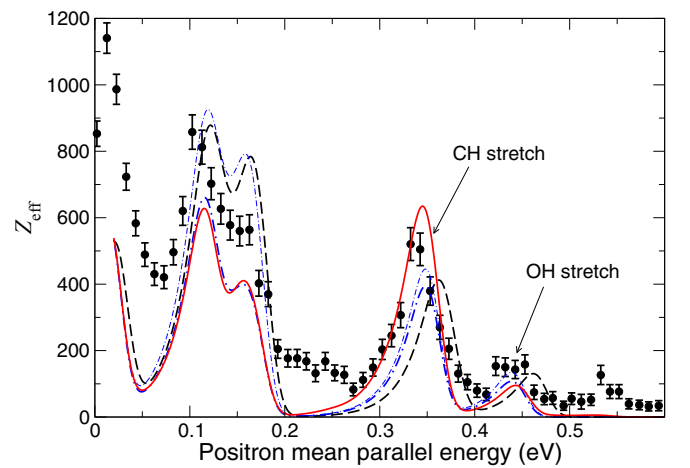 1200
1000
800
600
400
200
0
Z_eff
CH stretch
OH stretch
0 0.1 0.2 0.3 0.4 0.5
Positron mean parallel energy (eV)